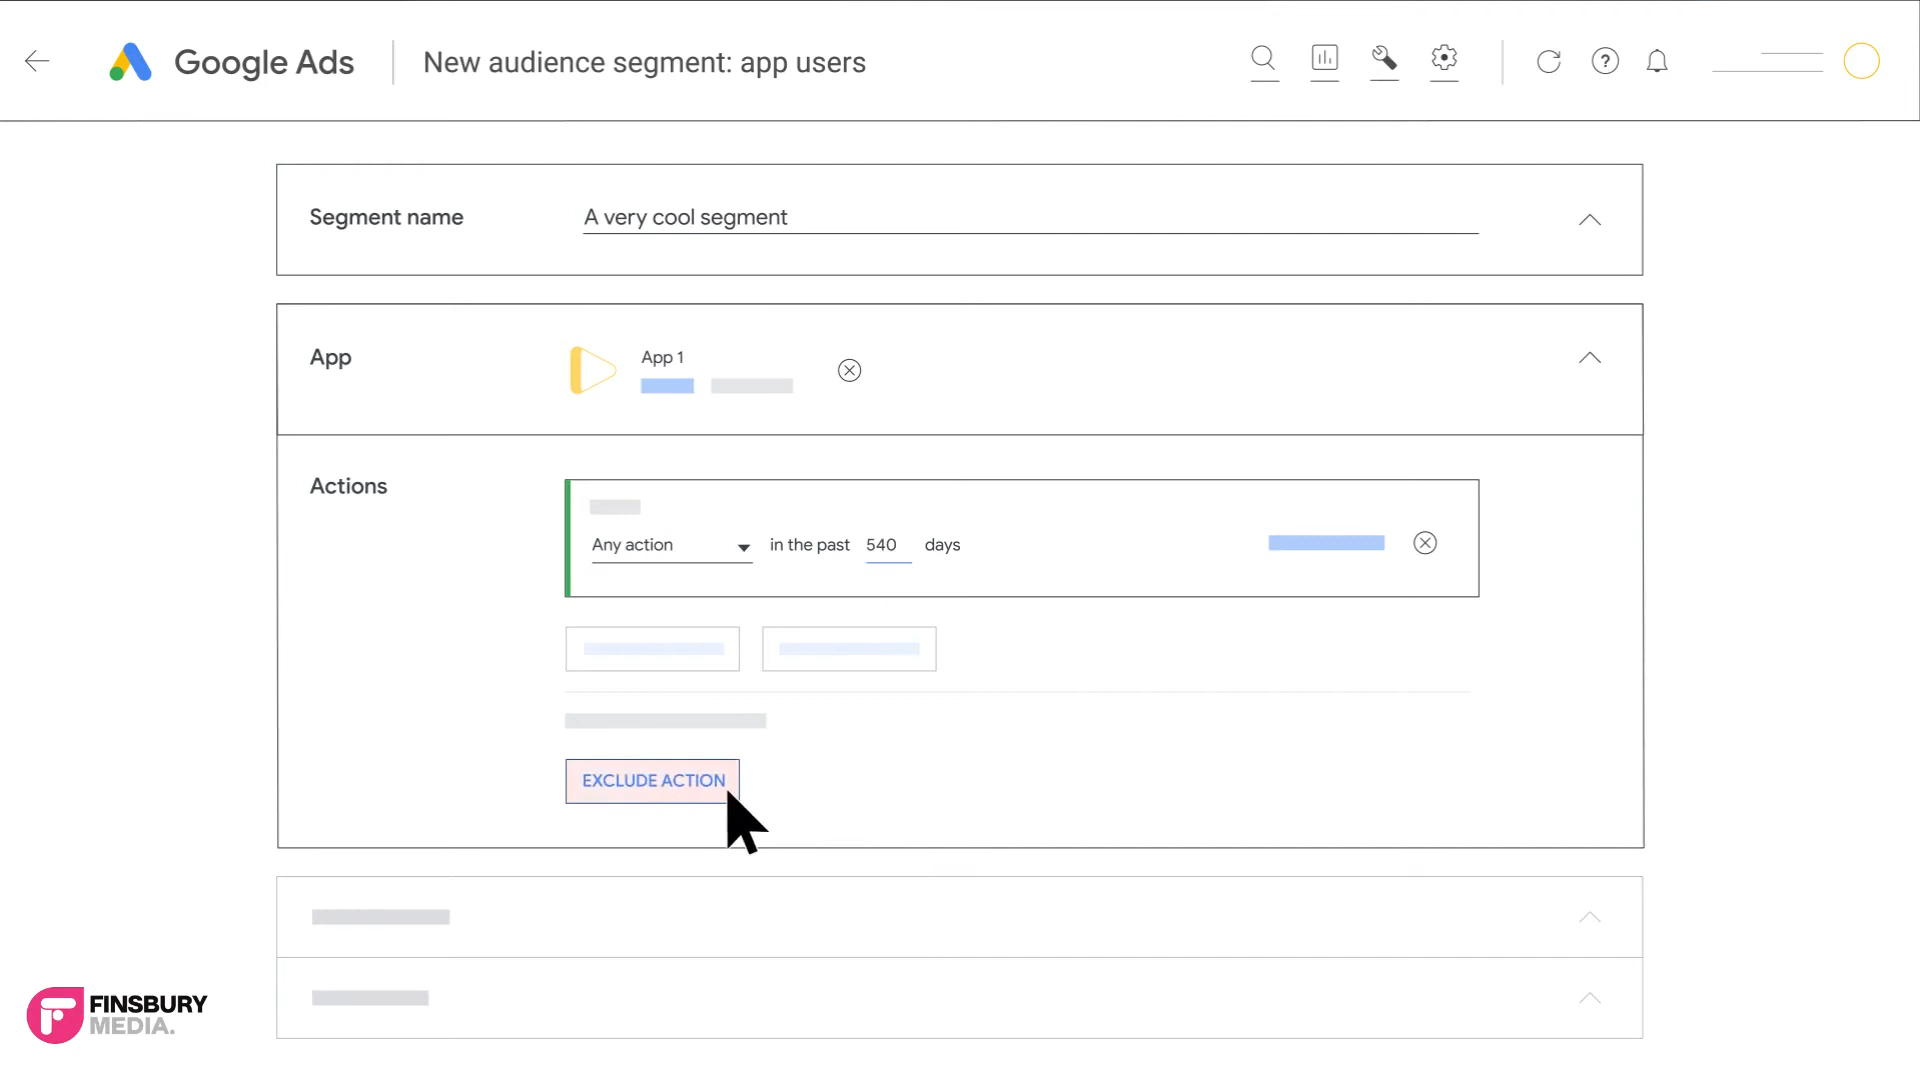 Google Ads
New audience segment: app users
?
Segment name
A very cool segment
App
App 1
Actions
Any action in the past 540 days
EXCLUDE ACTION
FINSBURY
MEDIA.